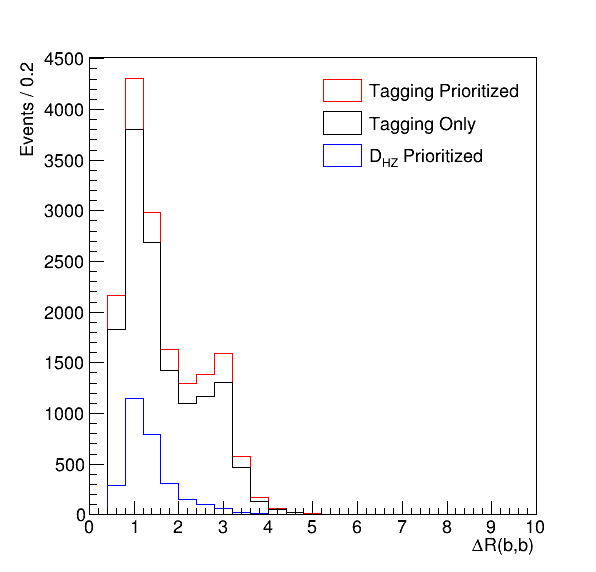 Events / 0.2
4500
4000
3500
3000
2500
2000
1500
1000
500
0
Tagging Prioritized
Tagging Only
D_HZ Prioritized
0 1 2 3 4 5 6 7 8 9 10
ΔR(b,b)